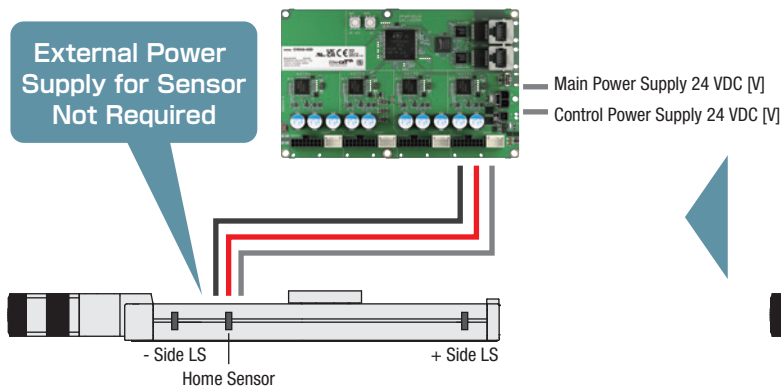 External Power
Supply for Sensor
Not Required
Main Power Supply 24 VDC [V]
Control Power Supply 24 VDC [V]
- Side LS
+ Side LS
Home Sensor